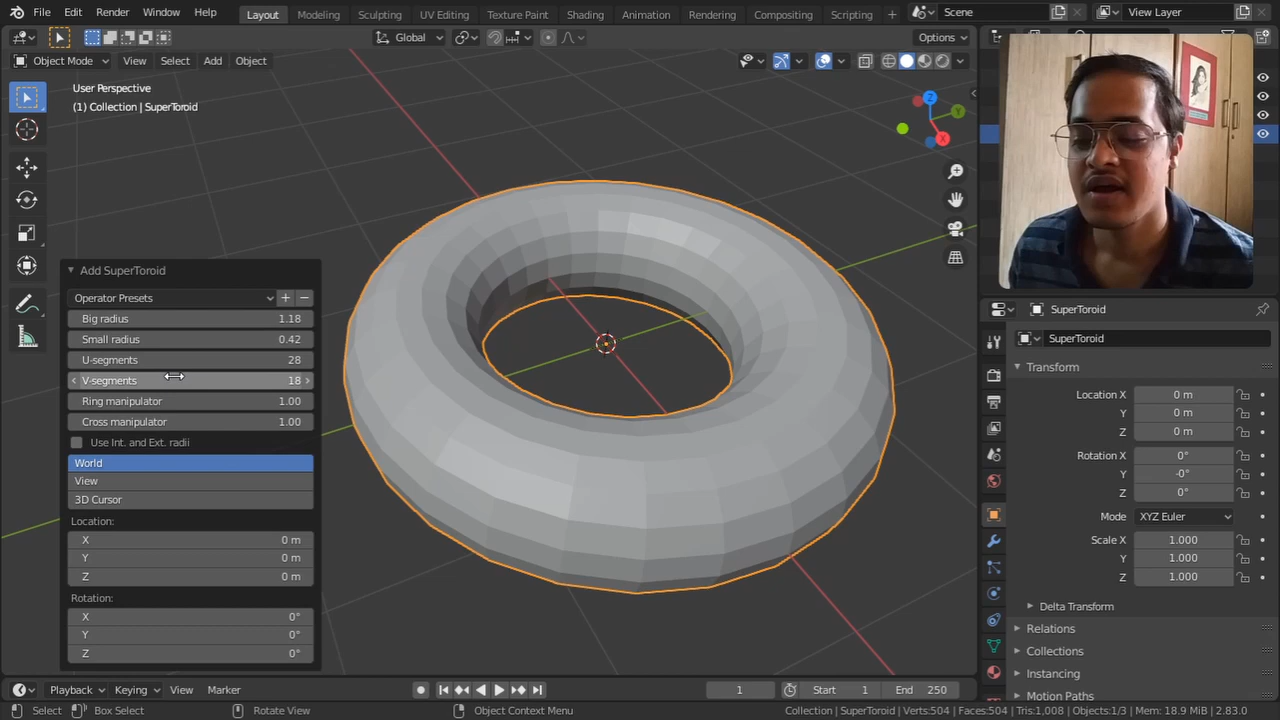 File Edit Render Window Help
Layout Modeling Sculpting UV Editing Texture Paint Shading Animation Rendering Compositing Scripting +
Scene
View Layer
Global
Options
Object Mode View Select Add Object
User Perspective
(1) Collection | SuperToroid
Z
Y
X
Add SuperToroid
Operator Presets + −
Big radius 1.18
Small radius 0.42
U-segments 28
V-segments 18
Ring manipulator 1.00
Cross manipulator 1.00
Use Int. and Ext. radii
World
View
3D Cursor
Location:
X 0 m
Y 0 m
Z 0 m
Rotation:
X 0°
Y 0°
Z 0°
SuperToroid
SuperToroid
Transform
Location X 0 m
Y 0 m
Z 0 m
Rotation X 0°
Y -0°
Z 0°
Mode XYZ Euler
Scale X 1.000
Y 1.000
Z 1.000
Delta Transform
Relations
Collections
Instancing
Motion Paths
Playback Keying View Marker
1
Start 1
End 250
Select Box Select Rotate View Object Context Menu
Collection | SuperToroid | Verts:504 | Faces:504 | Tris:1,008 | Objects:1/3 | Mem: 18.9 MiB | 2.83.0